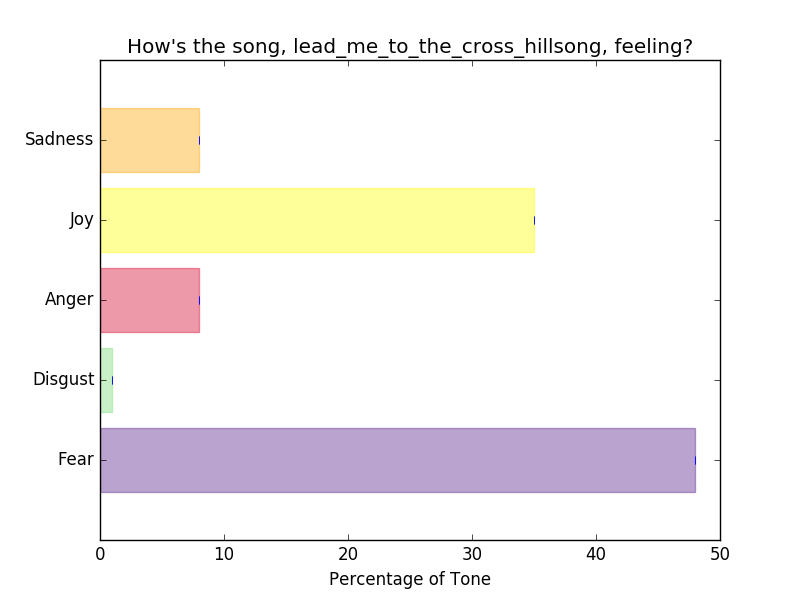 How's the song, lead_me_to_the_cross_hillsong, feeling?
Sadness
Joy
Anger
Disgust
Fear
0 10 20 30 40 50
Percentage of Tone